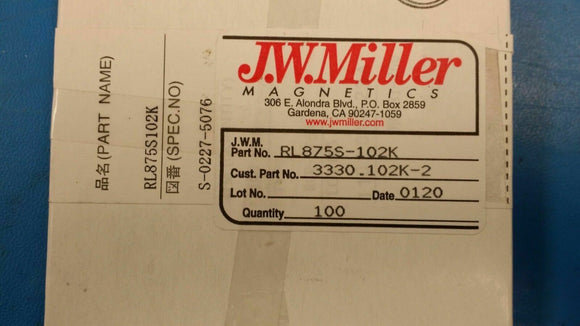 品名(PART NAME)
RL875S102K
図番(SPEC.NO)
S-0227-5076
J.W.Miller
MAGNETICS
306 E. Alondra Blvd., P.O. Box 2859
Gardena, CA 90247-1059
www.jwmiller.com
J.W.M.
Part No. RL875S-102K
Cust. Part No. 3330.102K-2
Lot No. Date 0120
Quantity 100